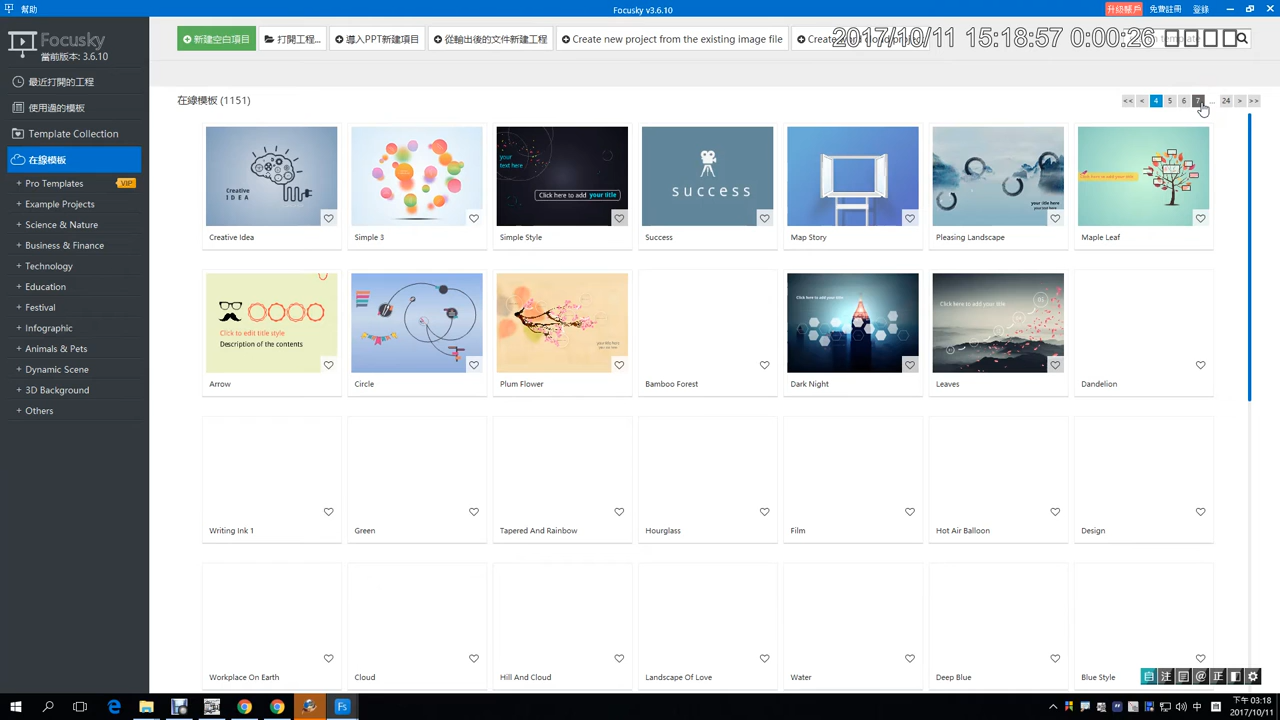 幫助
Focusky v3.6.10
升級帳戶 免費註冊 登錄
Focusky
當前版本: 3.6.10
新建空白項目
打開工程...
導入PPT新建項目
從輸出後的文件新建工程
Create new project from the existing image file
2017/10/11 15:18:57 0:00:26
最近打開的工程
使用過的模板
Template Collection
在線模板
+ Pro Templates VIP
+ Example Projects
+ Science & Nature
+ Business & Finance
+ Technology
+ Education
+ Festival
+ Infographic
+ Animals & Pets
+ Dynamic Scene
+ 3D Background
+ Others
在線模板 (1151)
<< < 4 5 6 7 ... 24 > >>
Creative
IDEA
your
text here
Click here to add your title
success
Creative Idea
Simple 3
Simple Style
Success
Map Story
Pleasing Landscape
Maple Leaf
Click to edit title style
Description of the contents
Click here to add your title
Arrow
Circle
Plum Flower
Bamboo Forest
Dark Night
Leaves
Dandelion
Writing Ink 1
Green
Tapered And Rainbow
Hourglass
Film
Hot Air Balloon
Design
Workplace On Earth
Cloud
Hill And Cloud
Landscape Of Love
Water
Deep Blue
Blue Style
注
@
正
Fs
中
下午 03:18
2017/10/11